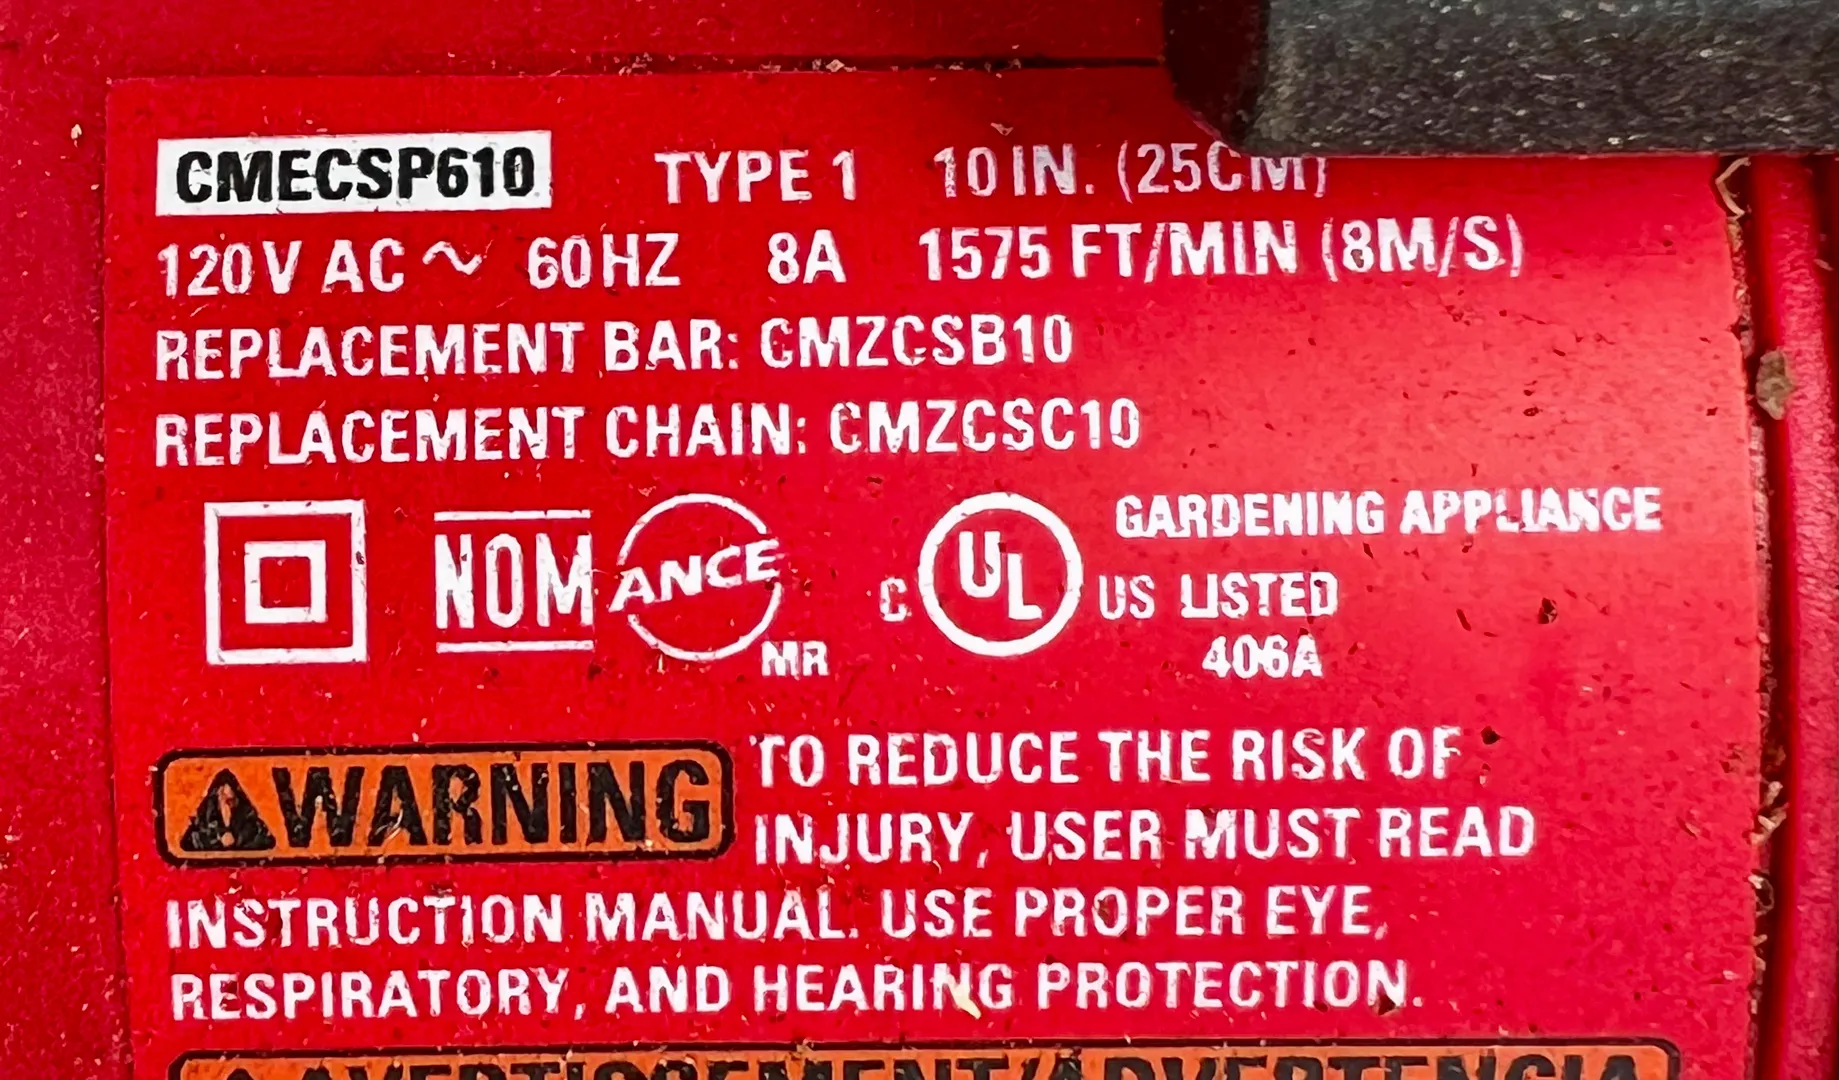 CMECSP610 TYPE 1 10 IN. (25CM)
120V AC ~ 60HZ 8A 1575 FT/MIN (8M/S)
REPLACEMENT BAR: CMZCSB10
REPLACEMENT CHAIN: CMZCSC10
NOM ANCE MR
C UL US GARDENING APPLIANCE
LISTED
406A
WARNING TO REDUCE THE RISK OF
INJURY, USER MUST READ
INSTRUCTION MANUAL. USE PROPER EYE,
RESPIRATORY, AND HEARING PROTECTION.
AVERTISSEMENT/ADVERTENCIA